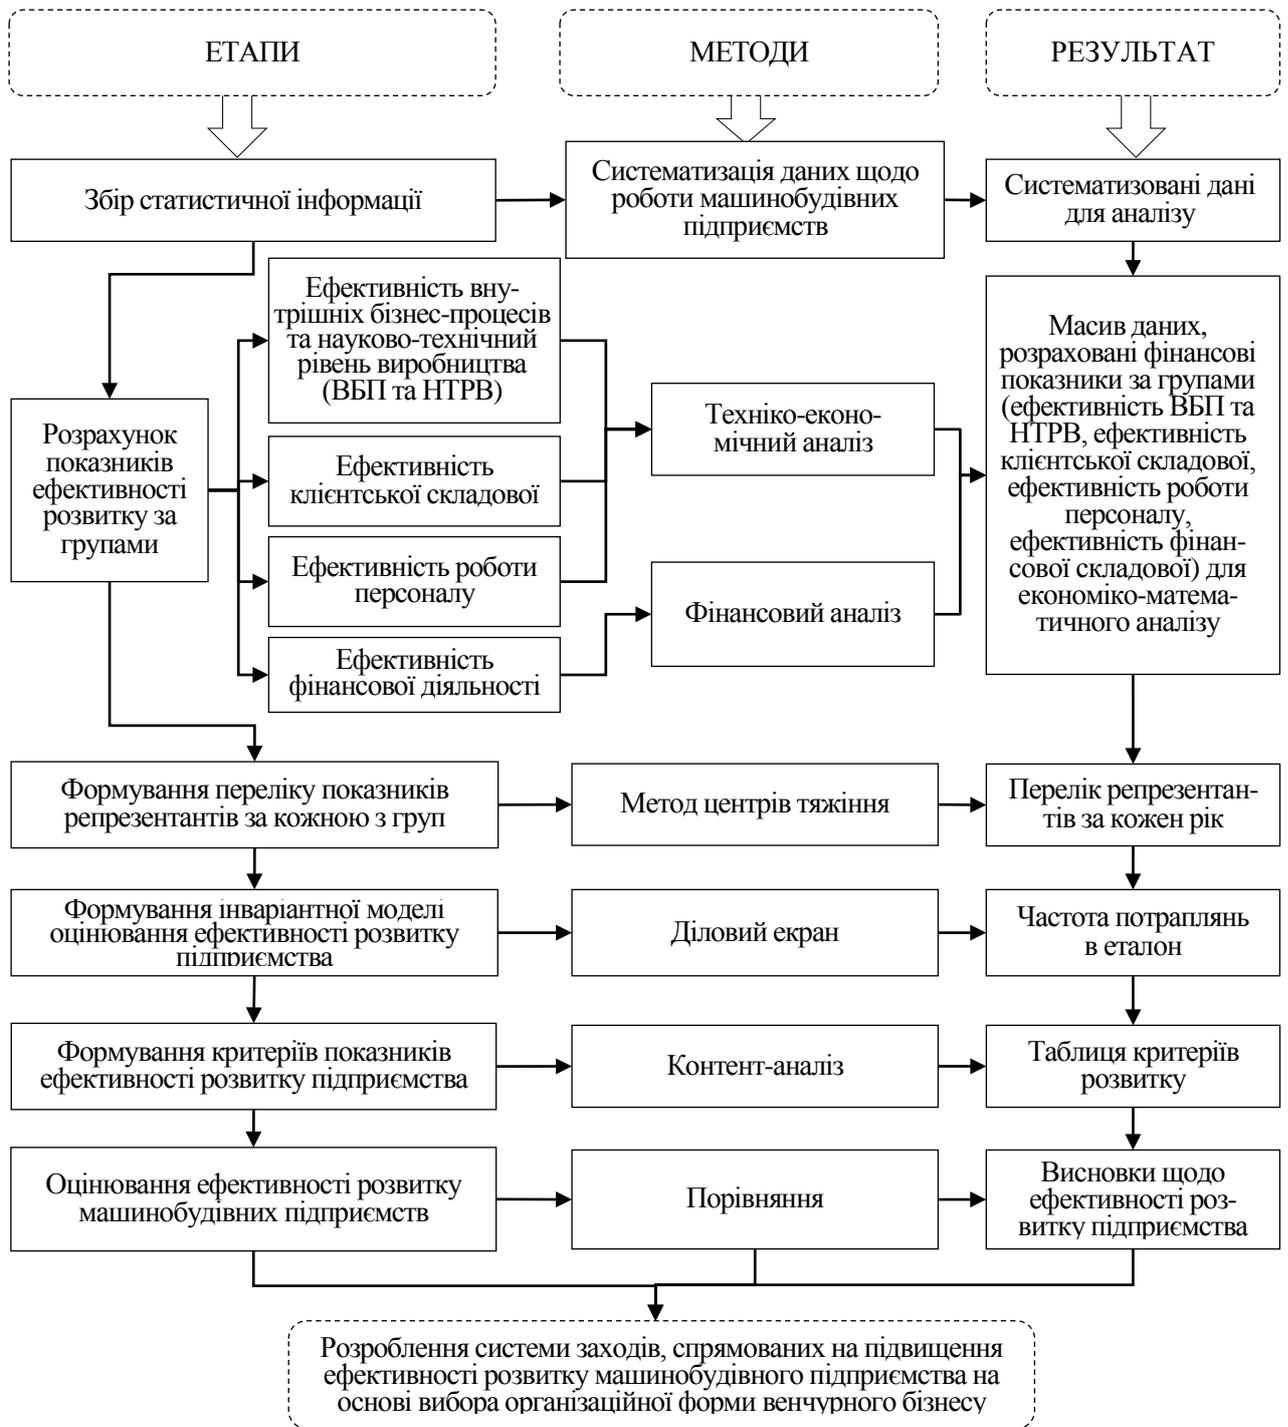 ЕТАПИ
МЕТОДИ
РЕЗУЛЬТАТ
Збір статистичної інформації
Систематизація даних щодо
роботи машинобудівних
підприємств
Систематизовані дані
для аналізу
Розрахунок
показників
ефективності
розвитку за
групами
Ефективність вну-
трішніх бізнес-процесів
та науково-технічний
рівень виробництва
(ВБП та НТРВ)
Ефективність
клієнтської складової
Ефективність роботи
персоналу
Ефективність
фінансової діяльності
Техніко-еконо-
мічний аналіз
Фінансовий аналіз
Масив даних,
розраховані фінансові
показники за групами
(ефективність ВБП та
НТРВ, ефективність
клієнтської складової,
ефективність роботи
персоналу,
ефективність фінан-
сової складової) для
економіко-матема-
тичного аналізу
Формування переліку показників
репрезентантів за кожною з груп
Метод центрів тяжіння
Перелік репрезентан-
тів за кожен рік
Формування інваріантної моделі
оцінювання ефективності розвитку
підприємства
Діловий екран
Частота потраплянь
в еталон
Формування критеріїв показників
ефективності розвитку підприємства
Контент-аналіз
Таблиця критеріїв
розвитку
Оцінювання ефективності розвитку
машинобудівних підприємств
Порівняння
Висновки щодо
ефективності роз-
витку підприємства
Розроблення системи заходів, спрямованих на підвищення
ефективності розвитку машинобудівного підприємства на
основі вибора організаційної форми венчурного бізнесу